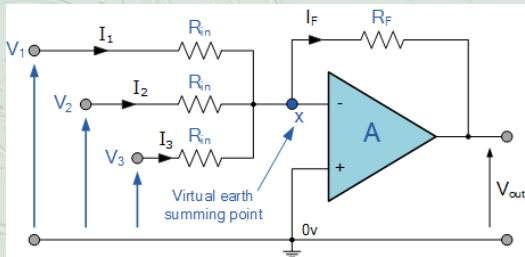 I1
IF
RF
V1
Rin
I2
V2
Rin
I3
V3
Rin
X
-
A
+
Virtual earth
summing point
0v
Vout